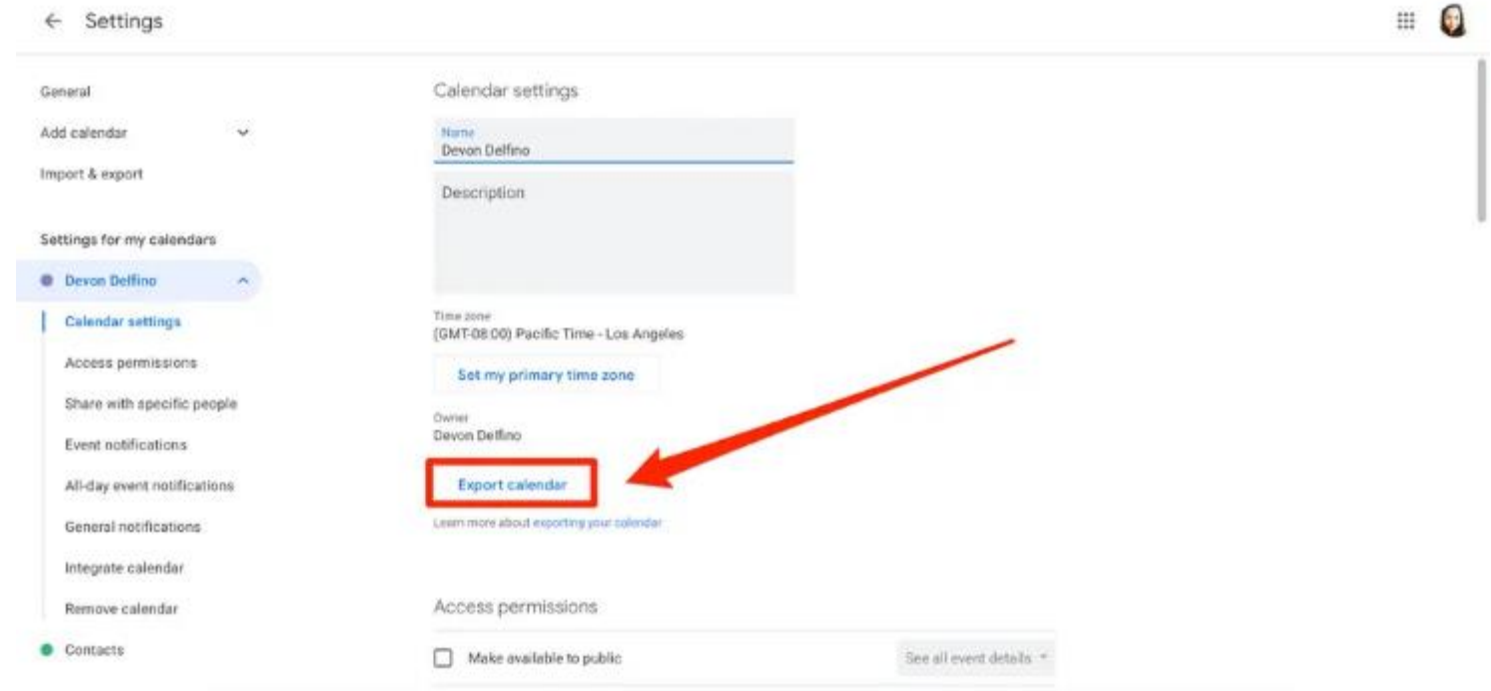 Settings
General
Add calendar
Import & export
Settings for my calendars
Devon Delfino
Calendar settings
Access permissions
Share with specific people
Event notifications
All-day event notifications
General notifications
Integrate calendar
Remove calendar
Contacts
Calendar settings
Name
Devon Delfino
Description
Time zone
(GMT-08:00) Pacific Time - Los Angeles
Set my primary time zone
Owner
Devon Delfino
Export calendar
Learn more about exporting your calendar
Access permissions
Make available to public
See all event details